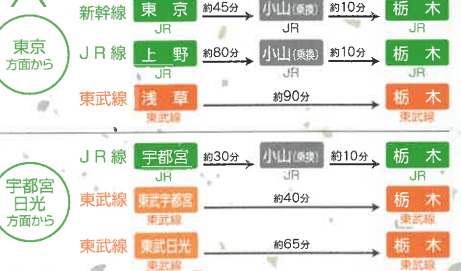 新幹線 東京 約45分 小山(乗換) 約10分 栃木
JR JR JR
東京
方面から
JR線 上野 約80分 小山(乗換) 約10分 栃木
JR JR JR
東武線 浅草 約90分 栃木
東武線 東武線
JR線 宇都宮 約30分 小山(乗換) 約10分 栃木
JR JR JR
宇都宮
日光
方面から
東武線 東武宇都宮 約40分 栃木
東武線 東武線
東武線 東武日光 約65分 栃木
東武線 東武線